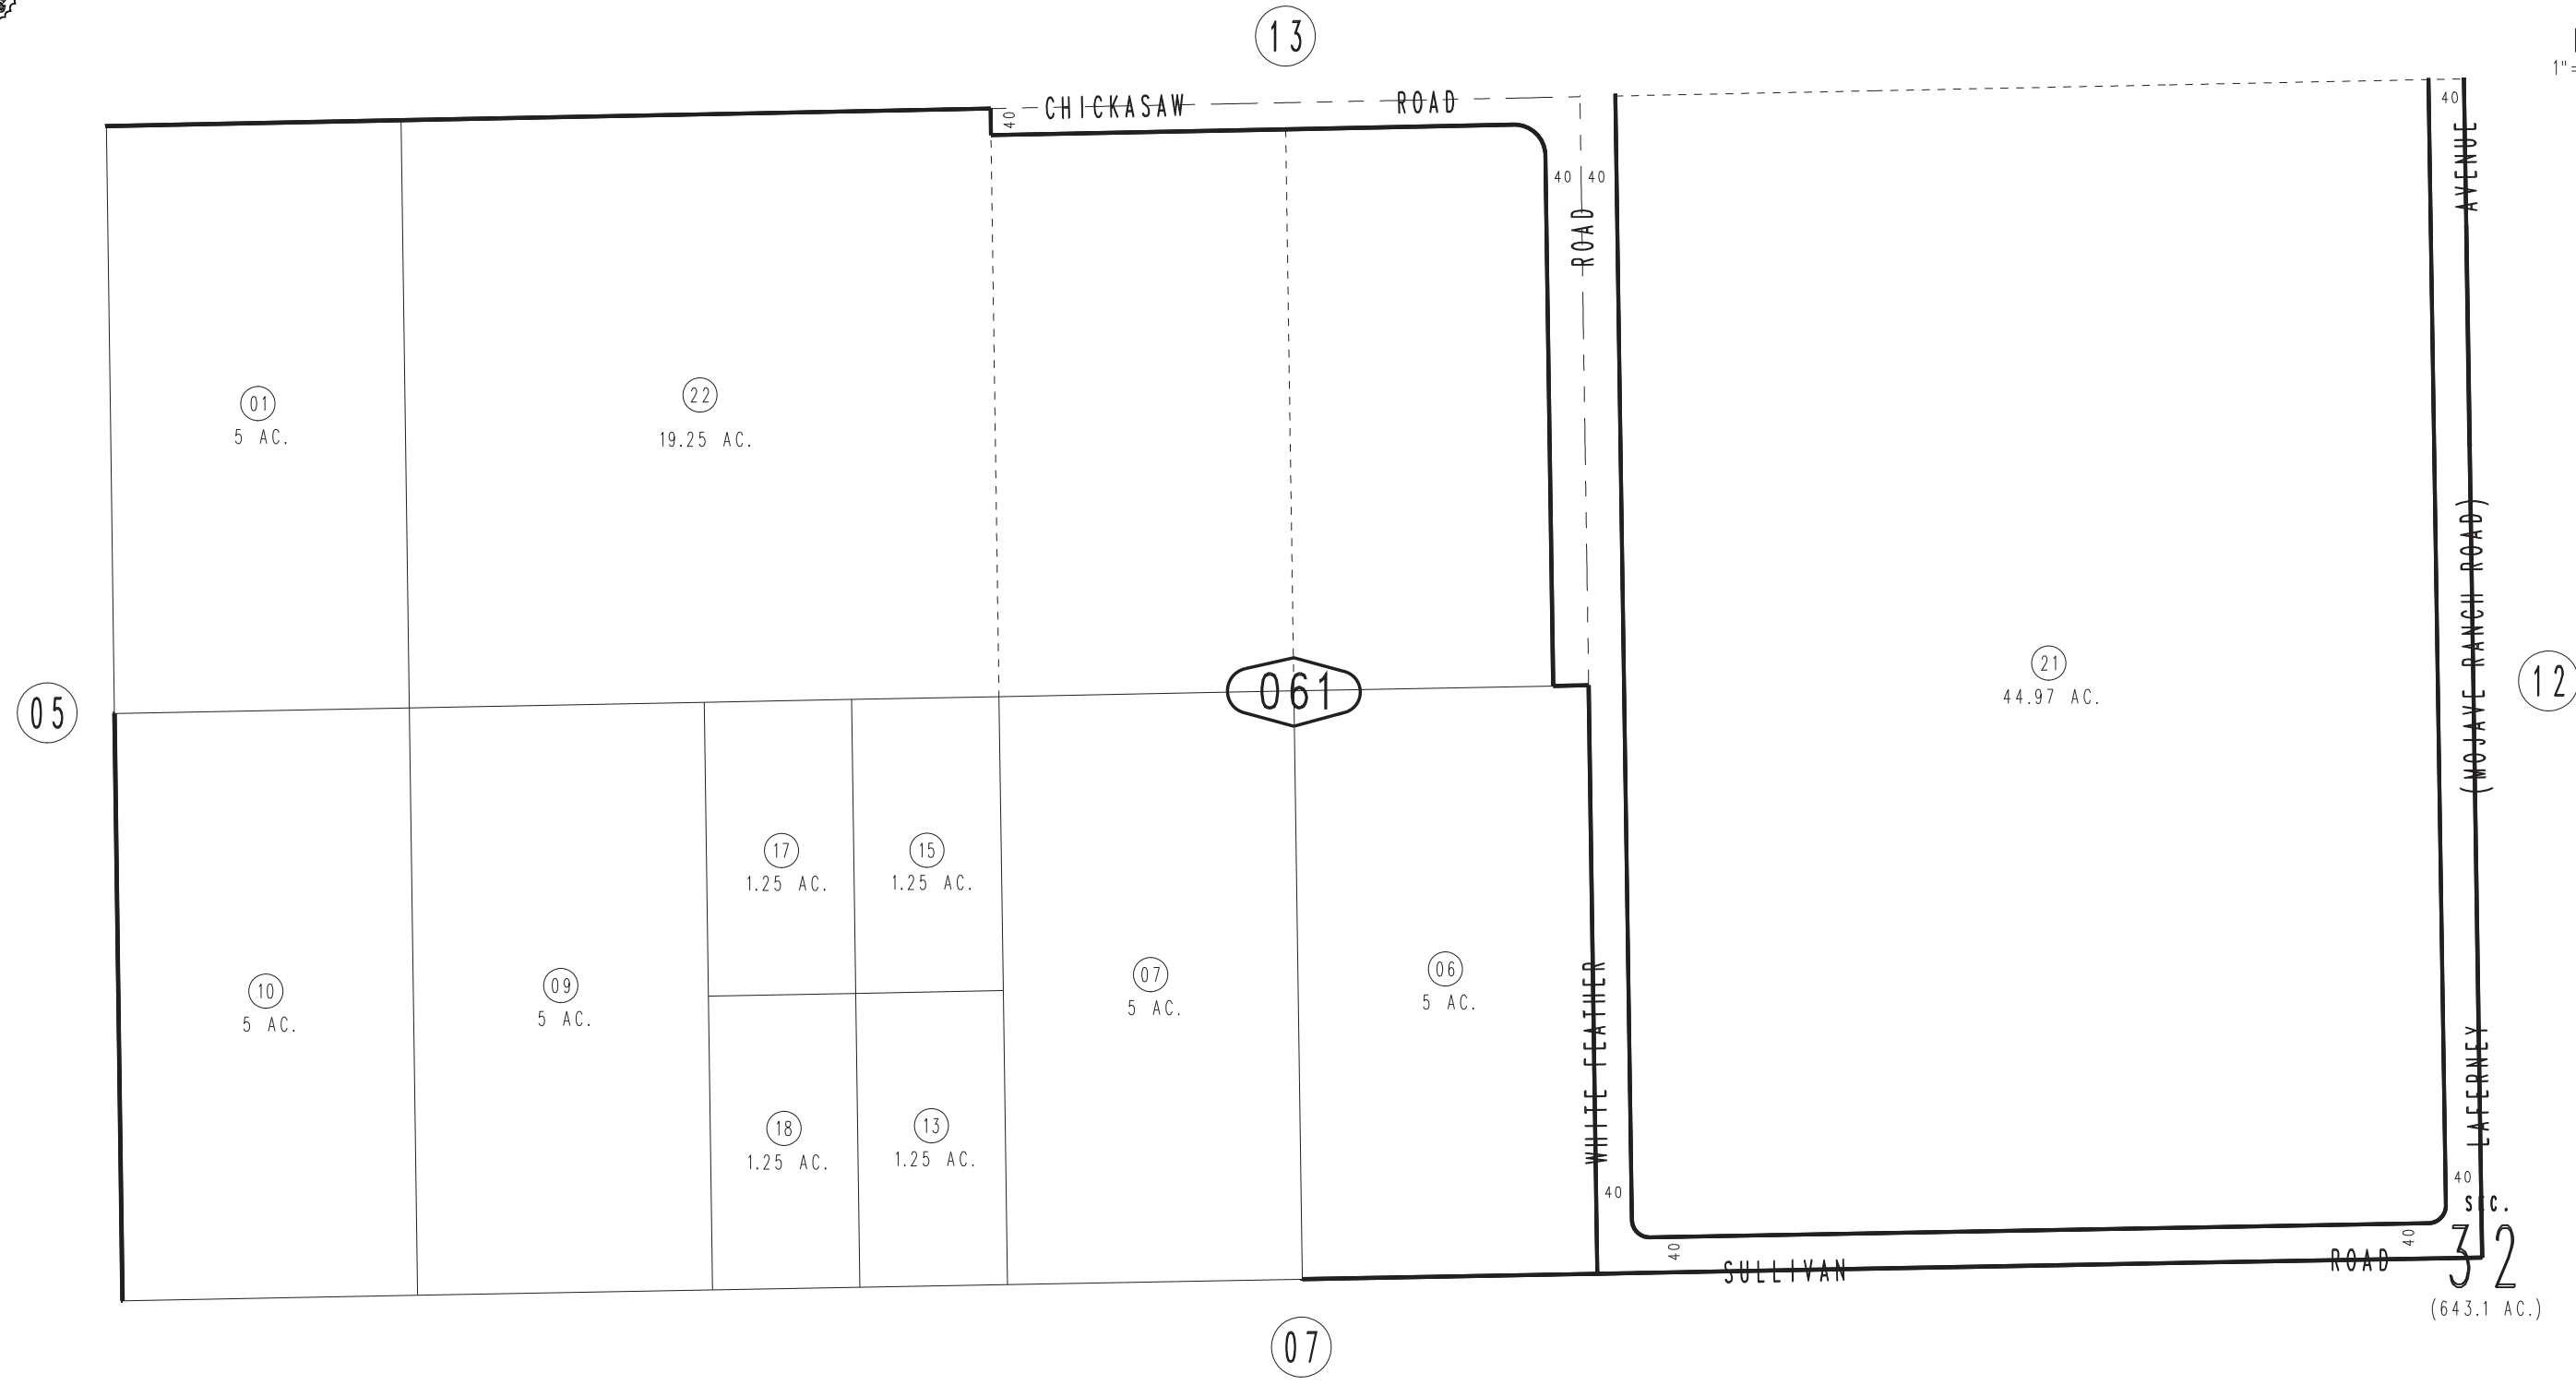 13
1"=
CHICKASAW ROAD
40
40
40 40
ROAD
AVENUE
01
5 AC.
22
19.25 AC.
(MOJAVE RANCH ROAD)
05
061
21
44.97 AC.
12
17
1.25 AC.
15
1.25 AC.
10
5 AC.
09
5 AC.
07
5 AC.
06
5 AC.
WHITE FEATHER
18
1.25 AC.
13
1.25 AC.
LAFERNEY
40
40
SEC.
32
(643.1 AC.)
40
40
SULLIVAN ROAD
07